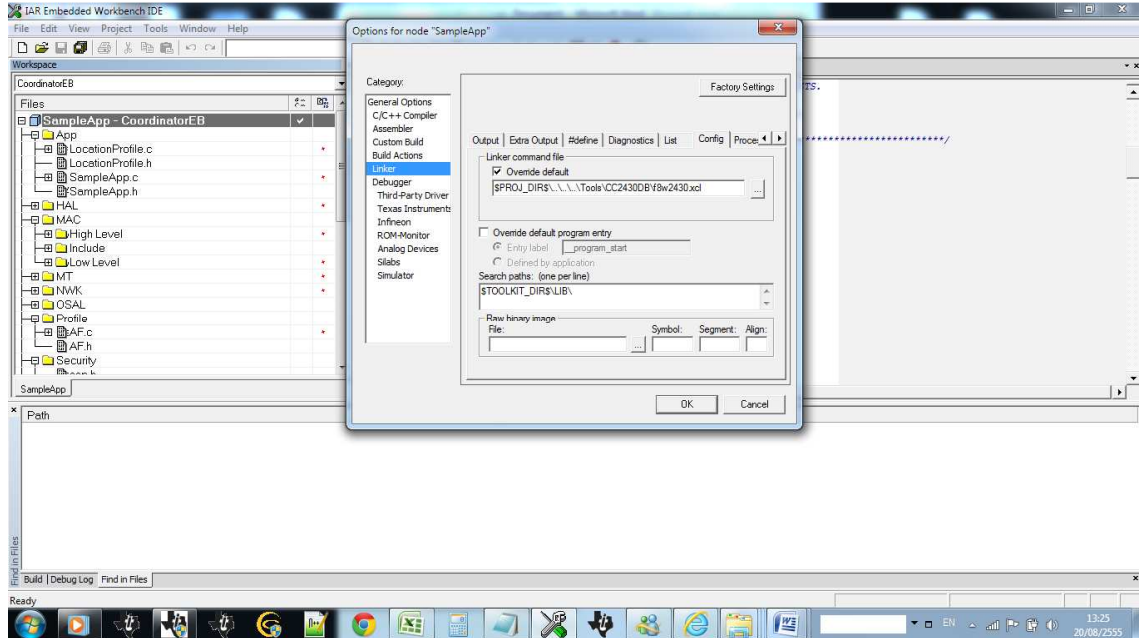 IAR Embedded Workbench IDE
File Edit View Project Tools Window Help
Workspace
CoordinatorEB
Files
SampleApp - CoordinatorEB
App
LocationProfile.c
LocationProfile.h
SampleApp.c
SampleApp.h
HAL
MAC
High Level
Include
Low Level
MT
NWK
OSAL
Profile
AF.c
AF.h
Security
SampleApp
Options for node "SampleApp"
Category:
Factory Settings
General Options
C/C++ Compiler
Assembler
Custom Build
Build Actions
Linker
Debugger
Third-Party Driver
Texas Instruments
Infineon
ROM-Monitor
Analog Devices
Silabs
Simulator
Output Extra Output #define Diagnostics List Config
Linker command file
Override default
$PROJ_DIR$\..\..\..\Tools\CC2430DB\f8w2430.xcl
...
Override default program entry
Entry label __program_start
Defined by application
Search paths: (one per line)
$TOOLKIT_DIR$\LIB\
Raw binary image
File: Symbol: Segment: Align:
...
OK Cancel
TS.
***********************/
Path
Find in Files
Build Debug Log Find in Files
Ready
EN
13:25
20/08/2555